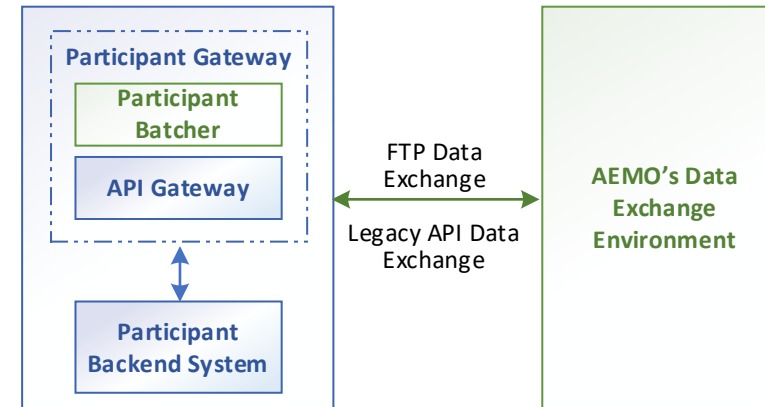 Participant Gateway
Participant
Batcher
API Gateway
Participant
Backend System
FTP Data
Exchange
Legacy API Data
Exchange
AEMO’s Data
Exchange
Environment